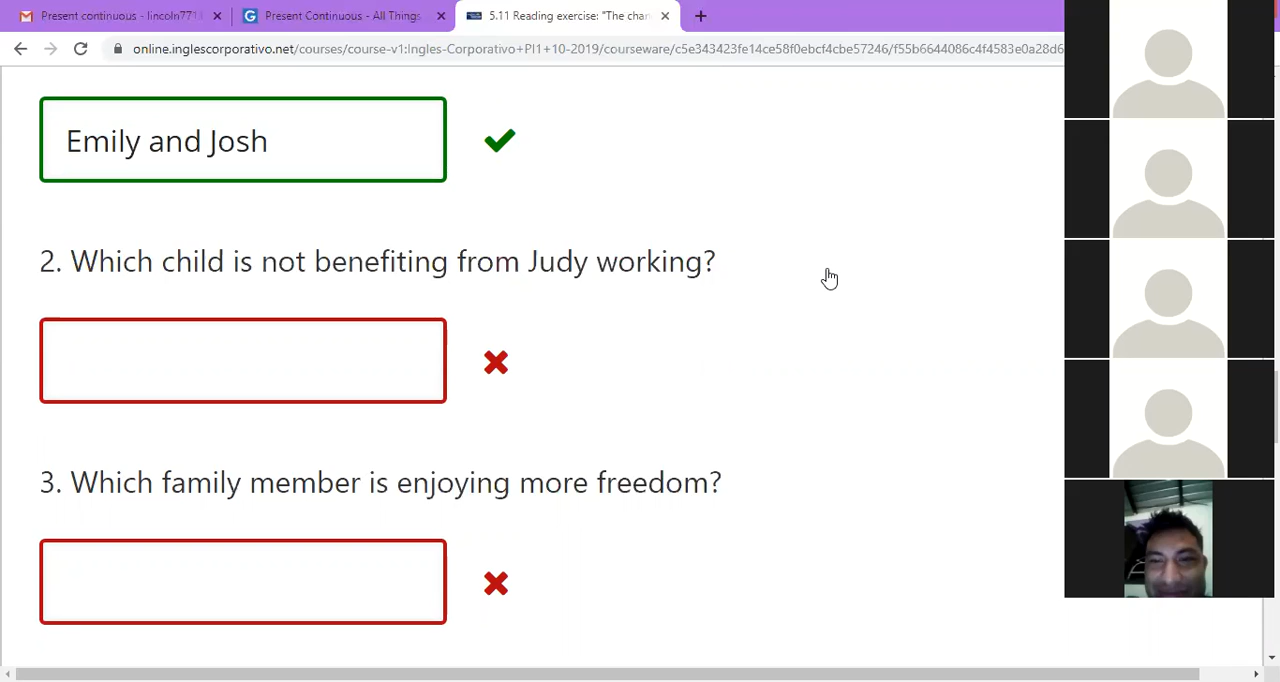 Present continuous - lincoln771
Present Continuous - All Things
5.11 Reading exercise: "The chan
online.inglescorporativo.net/courses/course-v1:Ingles-Corporativo+PI1+10-2019/courseware/c5e343423fe14ce58f0ebcf4cbe57246/f55b6644086c4f4583e0a28d6
Emily and Josh
2. Which child is not benefiting from Judy working?
3. Which family member is enjoying more freedom?